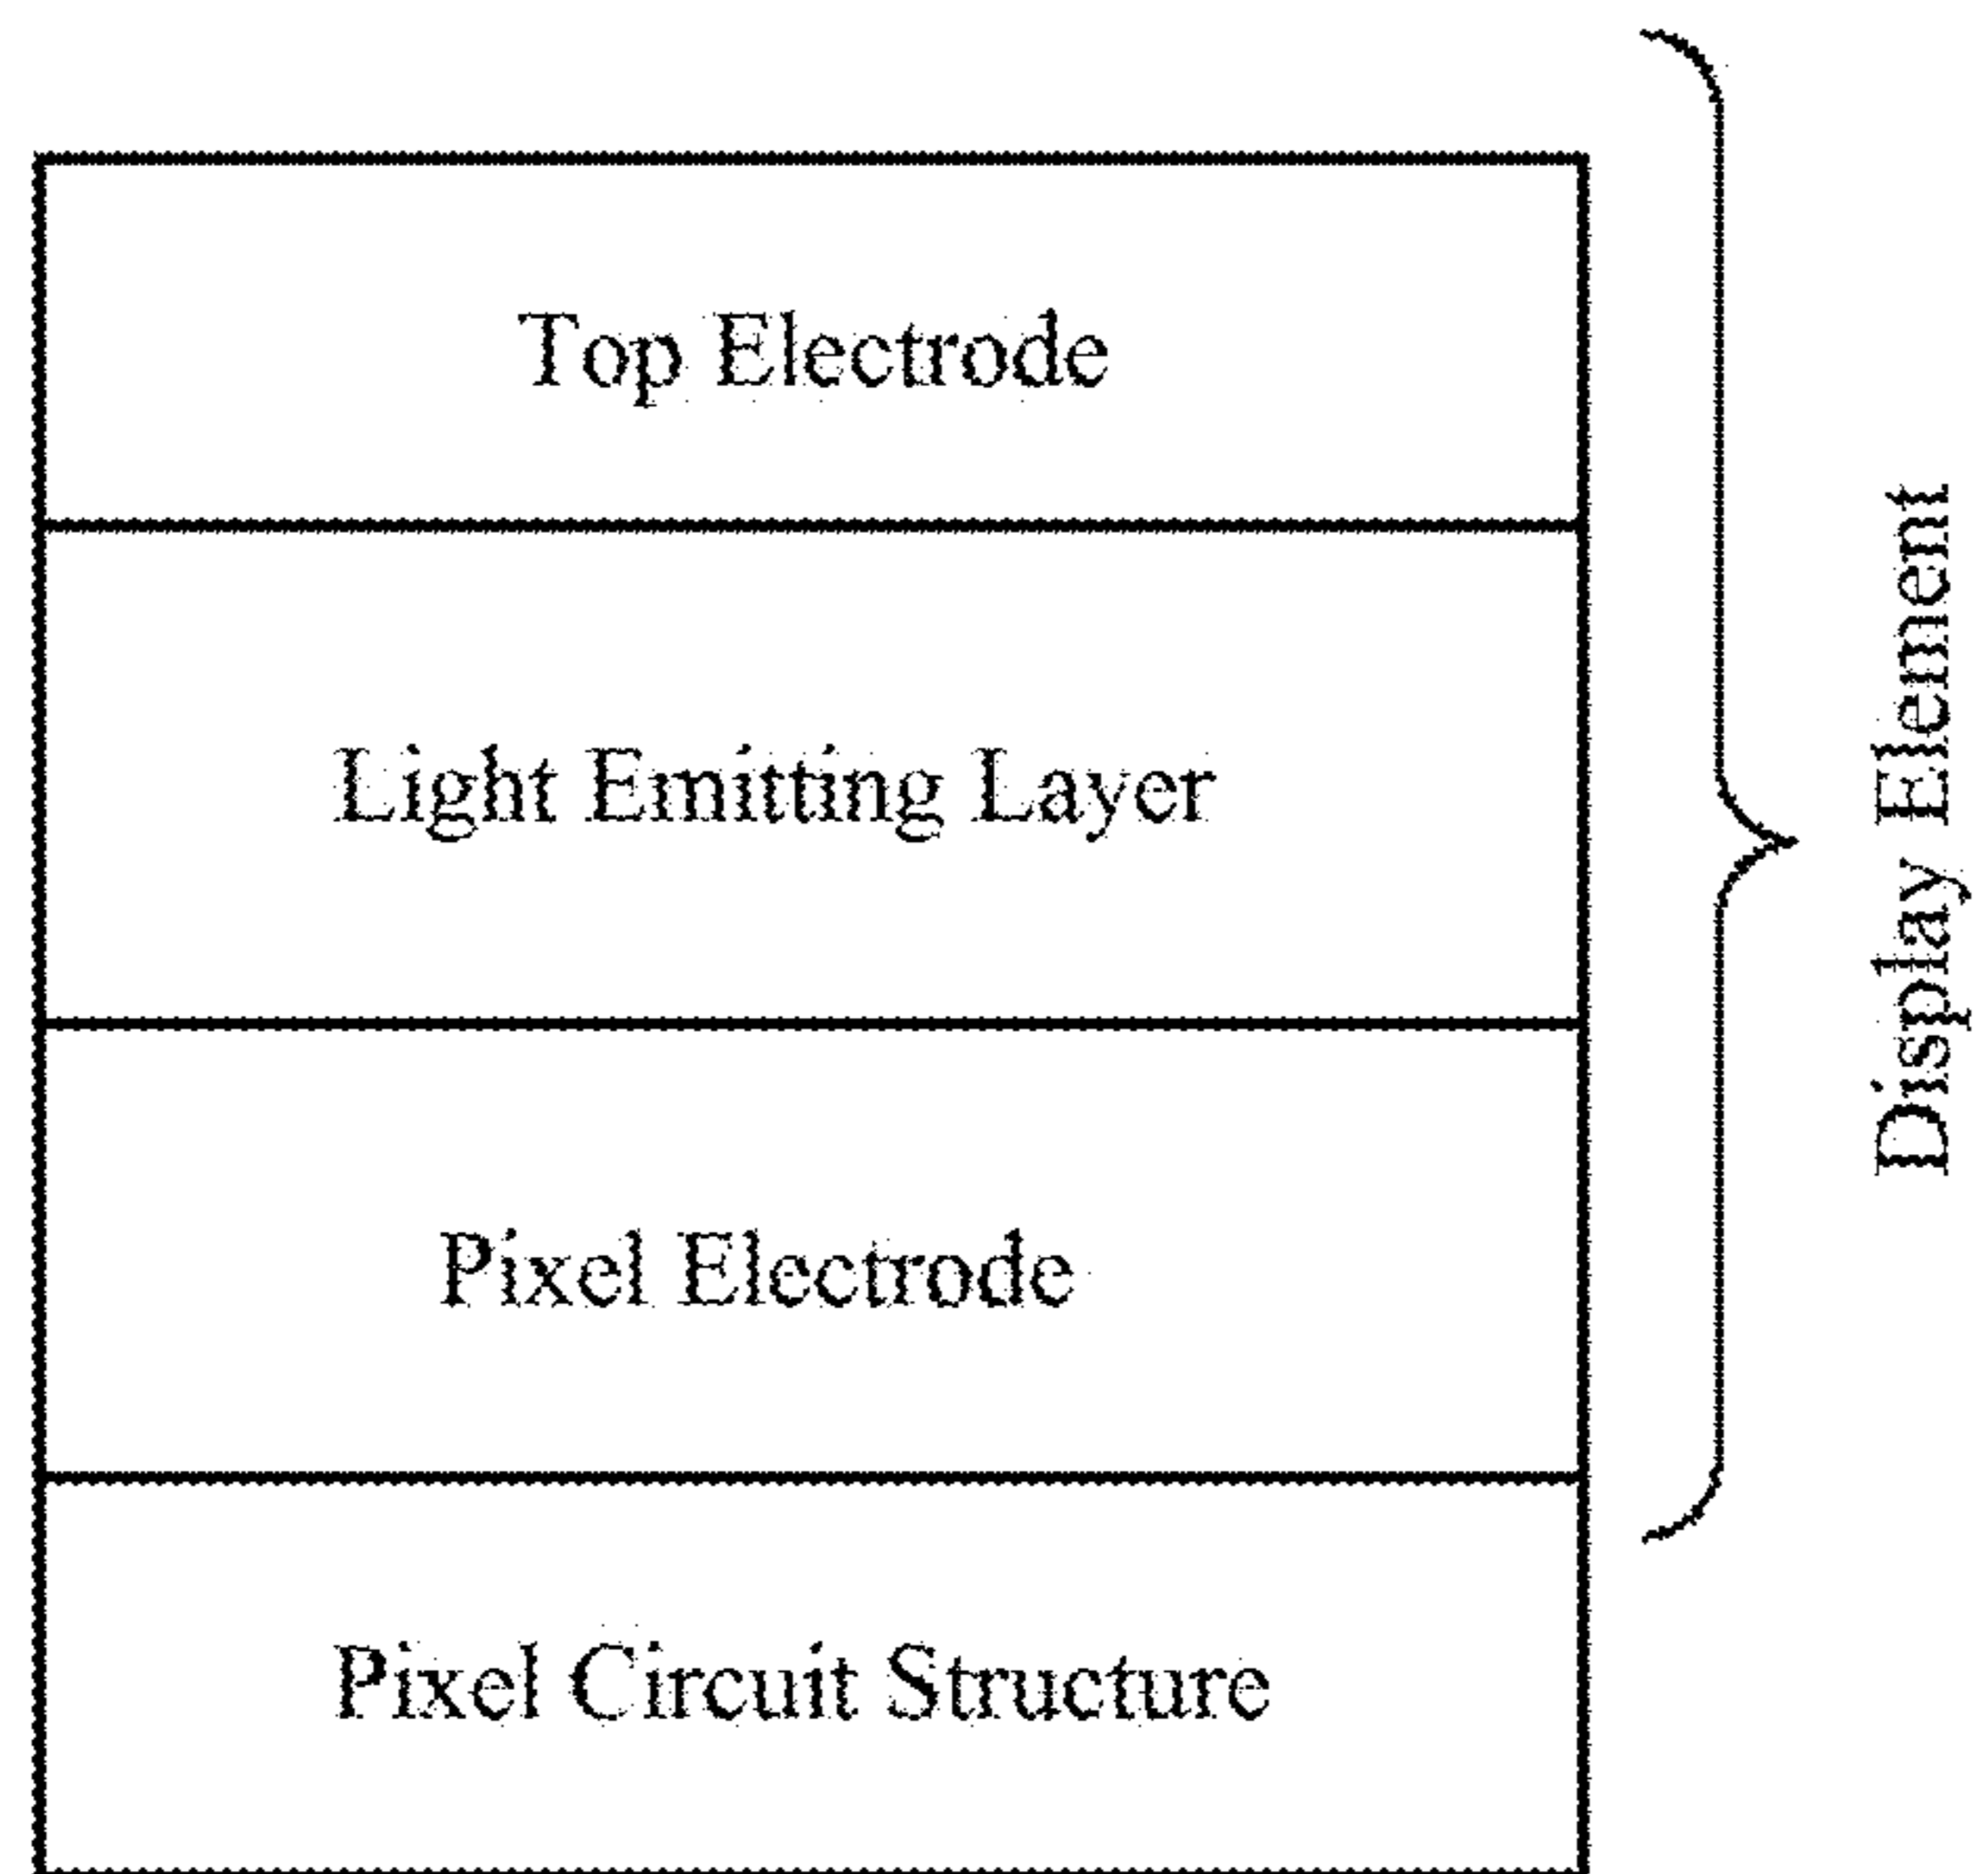 Top Electrode
Light Emitting Layer
Pixel Electrode
Pixel Circuit Structure
Display Element